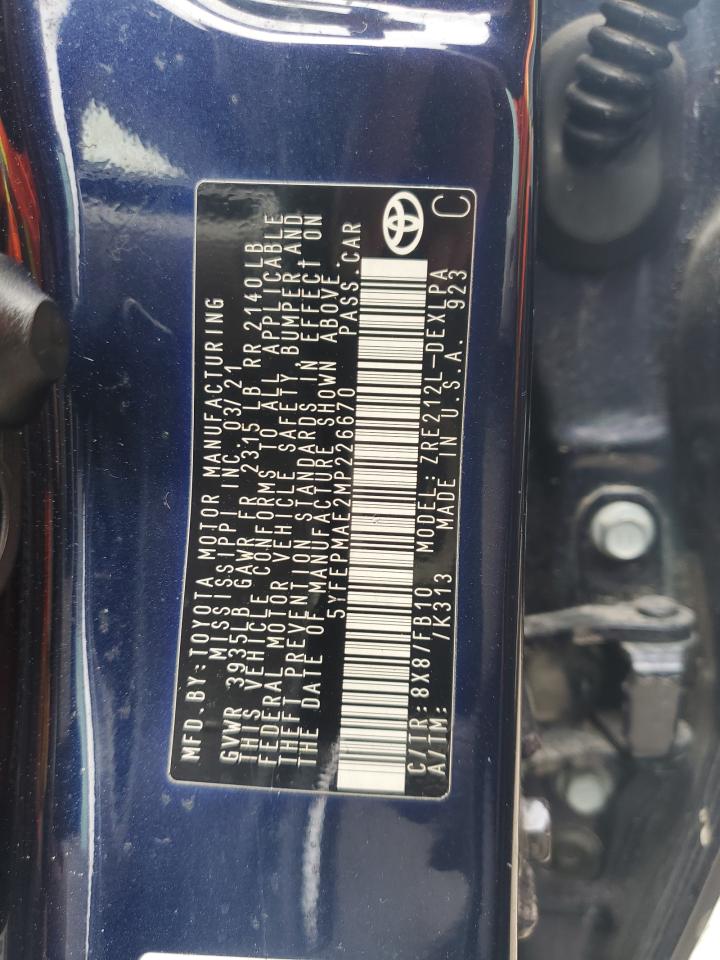 MFD.BY:TOYOTA MOTOR MANUFACTURING
MISSISSIPPI INC. 03/21
GVWR 3935LB GAWR FR 2315 LB RR 2140LB
THIS VEHICLE CONFORMS TO ALL APPLICABLE
FEDERAL MOTOR VEHICLE SAFETY, BUMPER AND
THEFT PREVENTION STANDARDS IN EFFECT ON
THE DATE OF MANUFACTURE SHOWN ABOVE.
5YFEPMAE2MP226670 PASS.CAR
C/TR:8X8/FB10 MODEL:ZRE212L-DEXLPA
A/TM: /K313 MADE IN U.S.A. 923
C